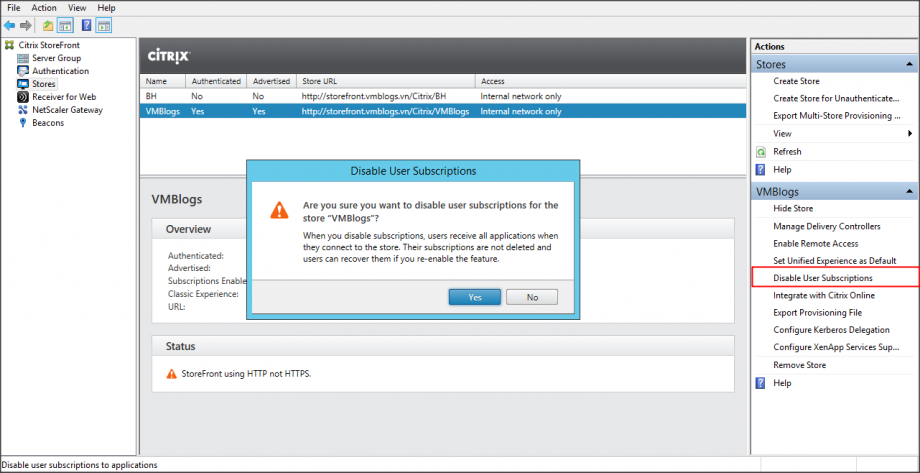 File Action View Help
Citrix StoreFront
Server Group
Authentication
Stores
Receiver for Web
NetScaler Gateway
Beacons
CITRIX
Name Authenticated Advertised Store URL Access
BH No No http://storefront.vmblogs.vn/Citrix/BH Internal network only
VMBlogs Yes Yes http://storefront.vmblogs.vn/Citrix/VMBlogs Internal network only
VMBlogs
Overview
Authenticated:
Advertised:
Subscriptions Enable
Classic Experience:
URL:
Status
StoreFront using HTTP not HTTPS.
Disable User Subscriptions
Are you sure you want to disable user subscriptions for the
store "VMBlogs"?
When you disable subscriptions, users receive all applications when
they connect to the store. Their subscriptions are not deleted and
users can recover them if you re-enable the feature.
Yes No
Actions
Stores
Create Store
Create Store for Unauthenticate...
Export Multi-Store Provisioning ...
View
Refresh
Help
VMBlogs
Hide Store
Manage Delivery Controllers
Enable Remote Access
Set Unified Experience as Default
Disable User Subscriptions
Integrate with Citrix Online
Export Provisioning File
Configure Kerberos Delegation
Configure XenApp Services Sup...
Remove Store
Help
Disable user subscriptions to applications